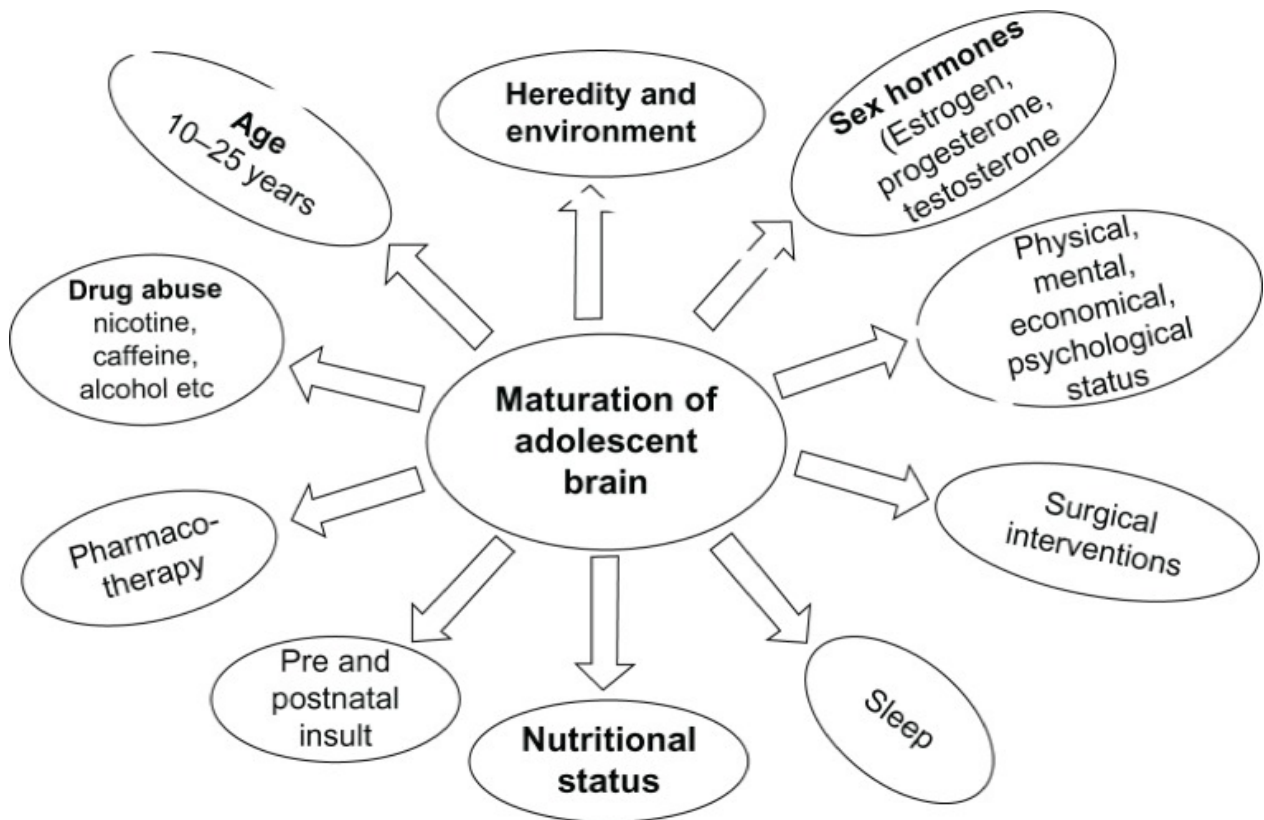 Heredity and
environment
Sex hormones
(Estrogen,
progesterone,
testosterone
Age
10–25 years
Physical,
mental,
economical,
psychological
status
Drug abuse
nicotine,
caffeine,
alcohol etc
Maturation of
adolescent
brain
Surgical
interventions
Pharmaco-
therapy
Pre and
postnatal
insult
Nutritional
status
Sleep